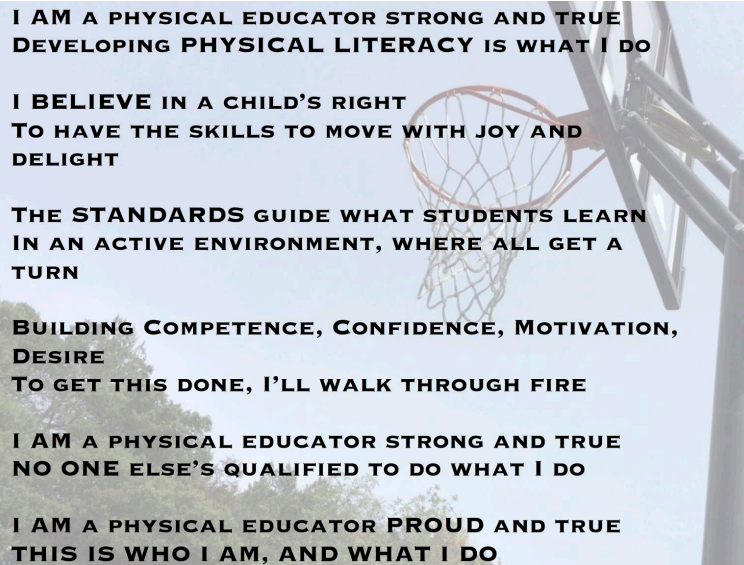 I AM A PHYSICAL EDUCATOR STRONG AND TRUE
DEVELOPING PHYSICAL LITERACY IS WHAT I DO
I BELIEVE IN A CHILD'S RIGHT
TO HAVE THE SKILLS TO MOVE WITH JOY AND
DELIGHT
THE STANDARDS GUIDE WHAT STUDENTS LEARN
IN AN ACTIVE ENVIRONMENT, WHERE ALL GET A
TURN
BUILDING COMPETENCE, CONFIDENCE, MOTIVATION,
DESIRE
TO GET THIS DONE, I'LL WALK THROUGH FIRE
I AM A PHYSICAL EDUCATOR STRONG AND TRUE
NO ONE ELSE'S QUALIFIED TO DO WHAT I DO
I AM A PHYSICAL EDUCATOR PROUD AND TRUE
THIS IS WHO I AM, AND WHAT I DO